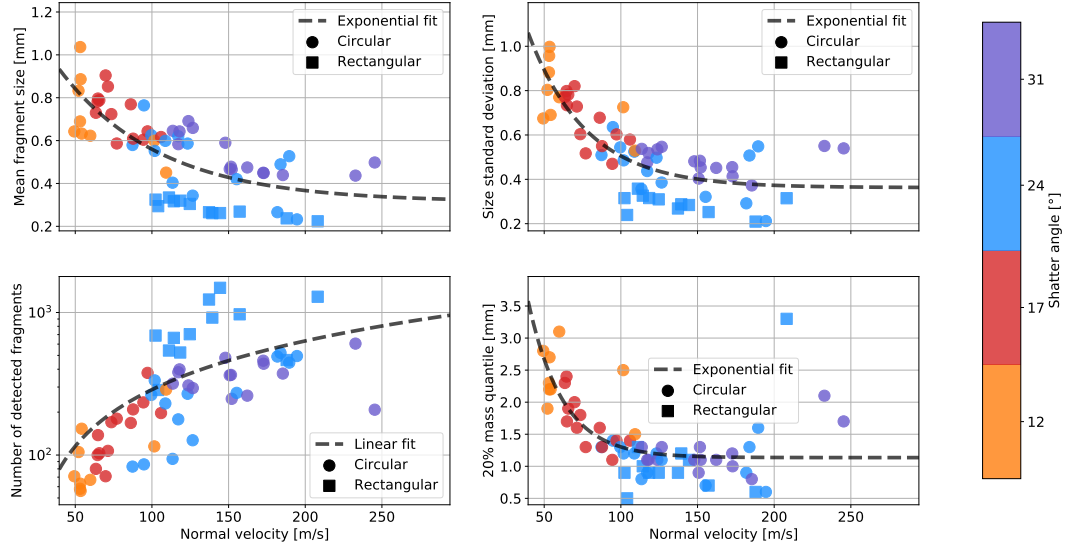 Mean fragment size [mm]
1.2
1.0
0.8
0.6
0.4
0.2
Exponential fit
Circular
Rectangular
Size standard deviation [mm]
1.0
0.8
0.6
0.4
0.2
Exponential fit
Circular
Rectangular
Number of detected fragments
10³
10²
Linear fit
Circular
Rectangular
50
100
150
200
250
Normal velocity [m/s]
20% mass quantile [mm]
3.5
3.0
2.5
2.0
1.5
1.0
0.5
Exponential fit
Circular
Rectangular
50
100
150
200
250
Normal velocity [m/s]
31
24
17
12
Shatter angle [°]